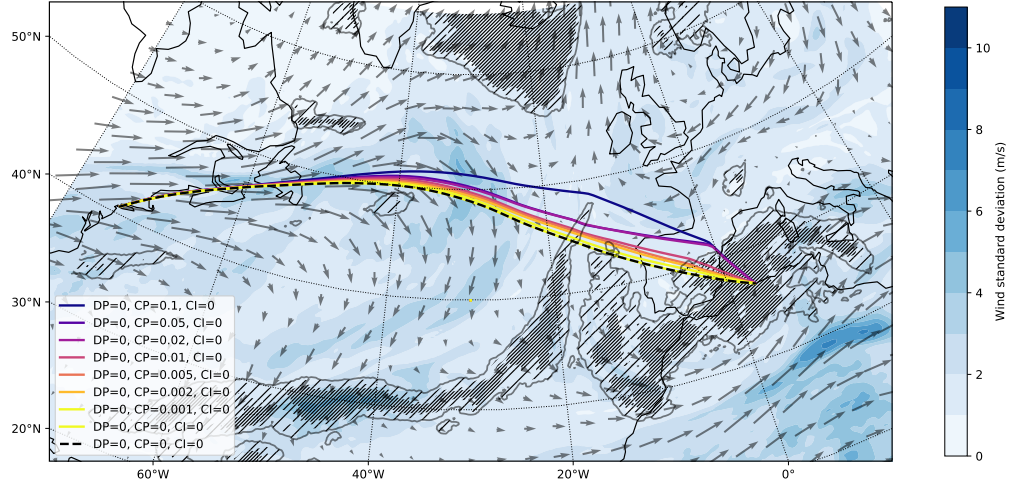 50°N
40°N
30°N
20°N
60°W
40°W
20°W
0°
DP=0, CP=0.1, CI=0
DP=0, CP=0.05, CI=0
DP=0, CP=0.02, CI=0
DP=0, CP=0.01, CI=0
DP=0, CP=0.005, CI=0
DP=0, CP=0.002, CI=0
DP=0, CP=0.001, CI=0
DP=0, CP=0, CI=0
DP=0, CP=0, CI=0
10
8
6
4
2
0
Wind standard deviation (m/s)